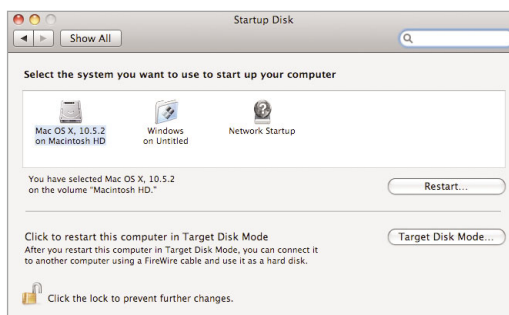 Startup Disk
Show All
Select the system you want to use to start up your computer
Mac OS X, 10.5.2
on Macintosh HD
Windows
on Untitled
Network Startup
You have selected Mac OS X, 10.5.2
on the volume "Macintosh HD."
Restart...
Click to restart this computer in Target Disk Mode
Target Disk Mode...
After you restart this computer in Target Disk Mode, you can connect it
to another computer using a FireWire cable and use it as a hard disk.
Click the lock to prevent further changes.